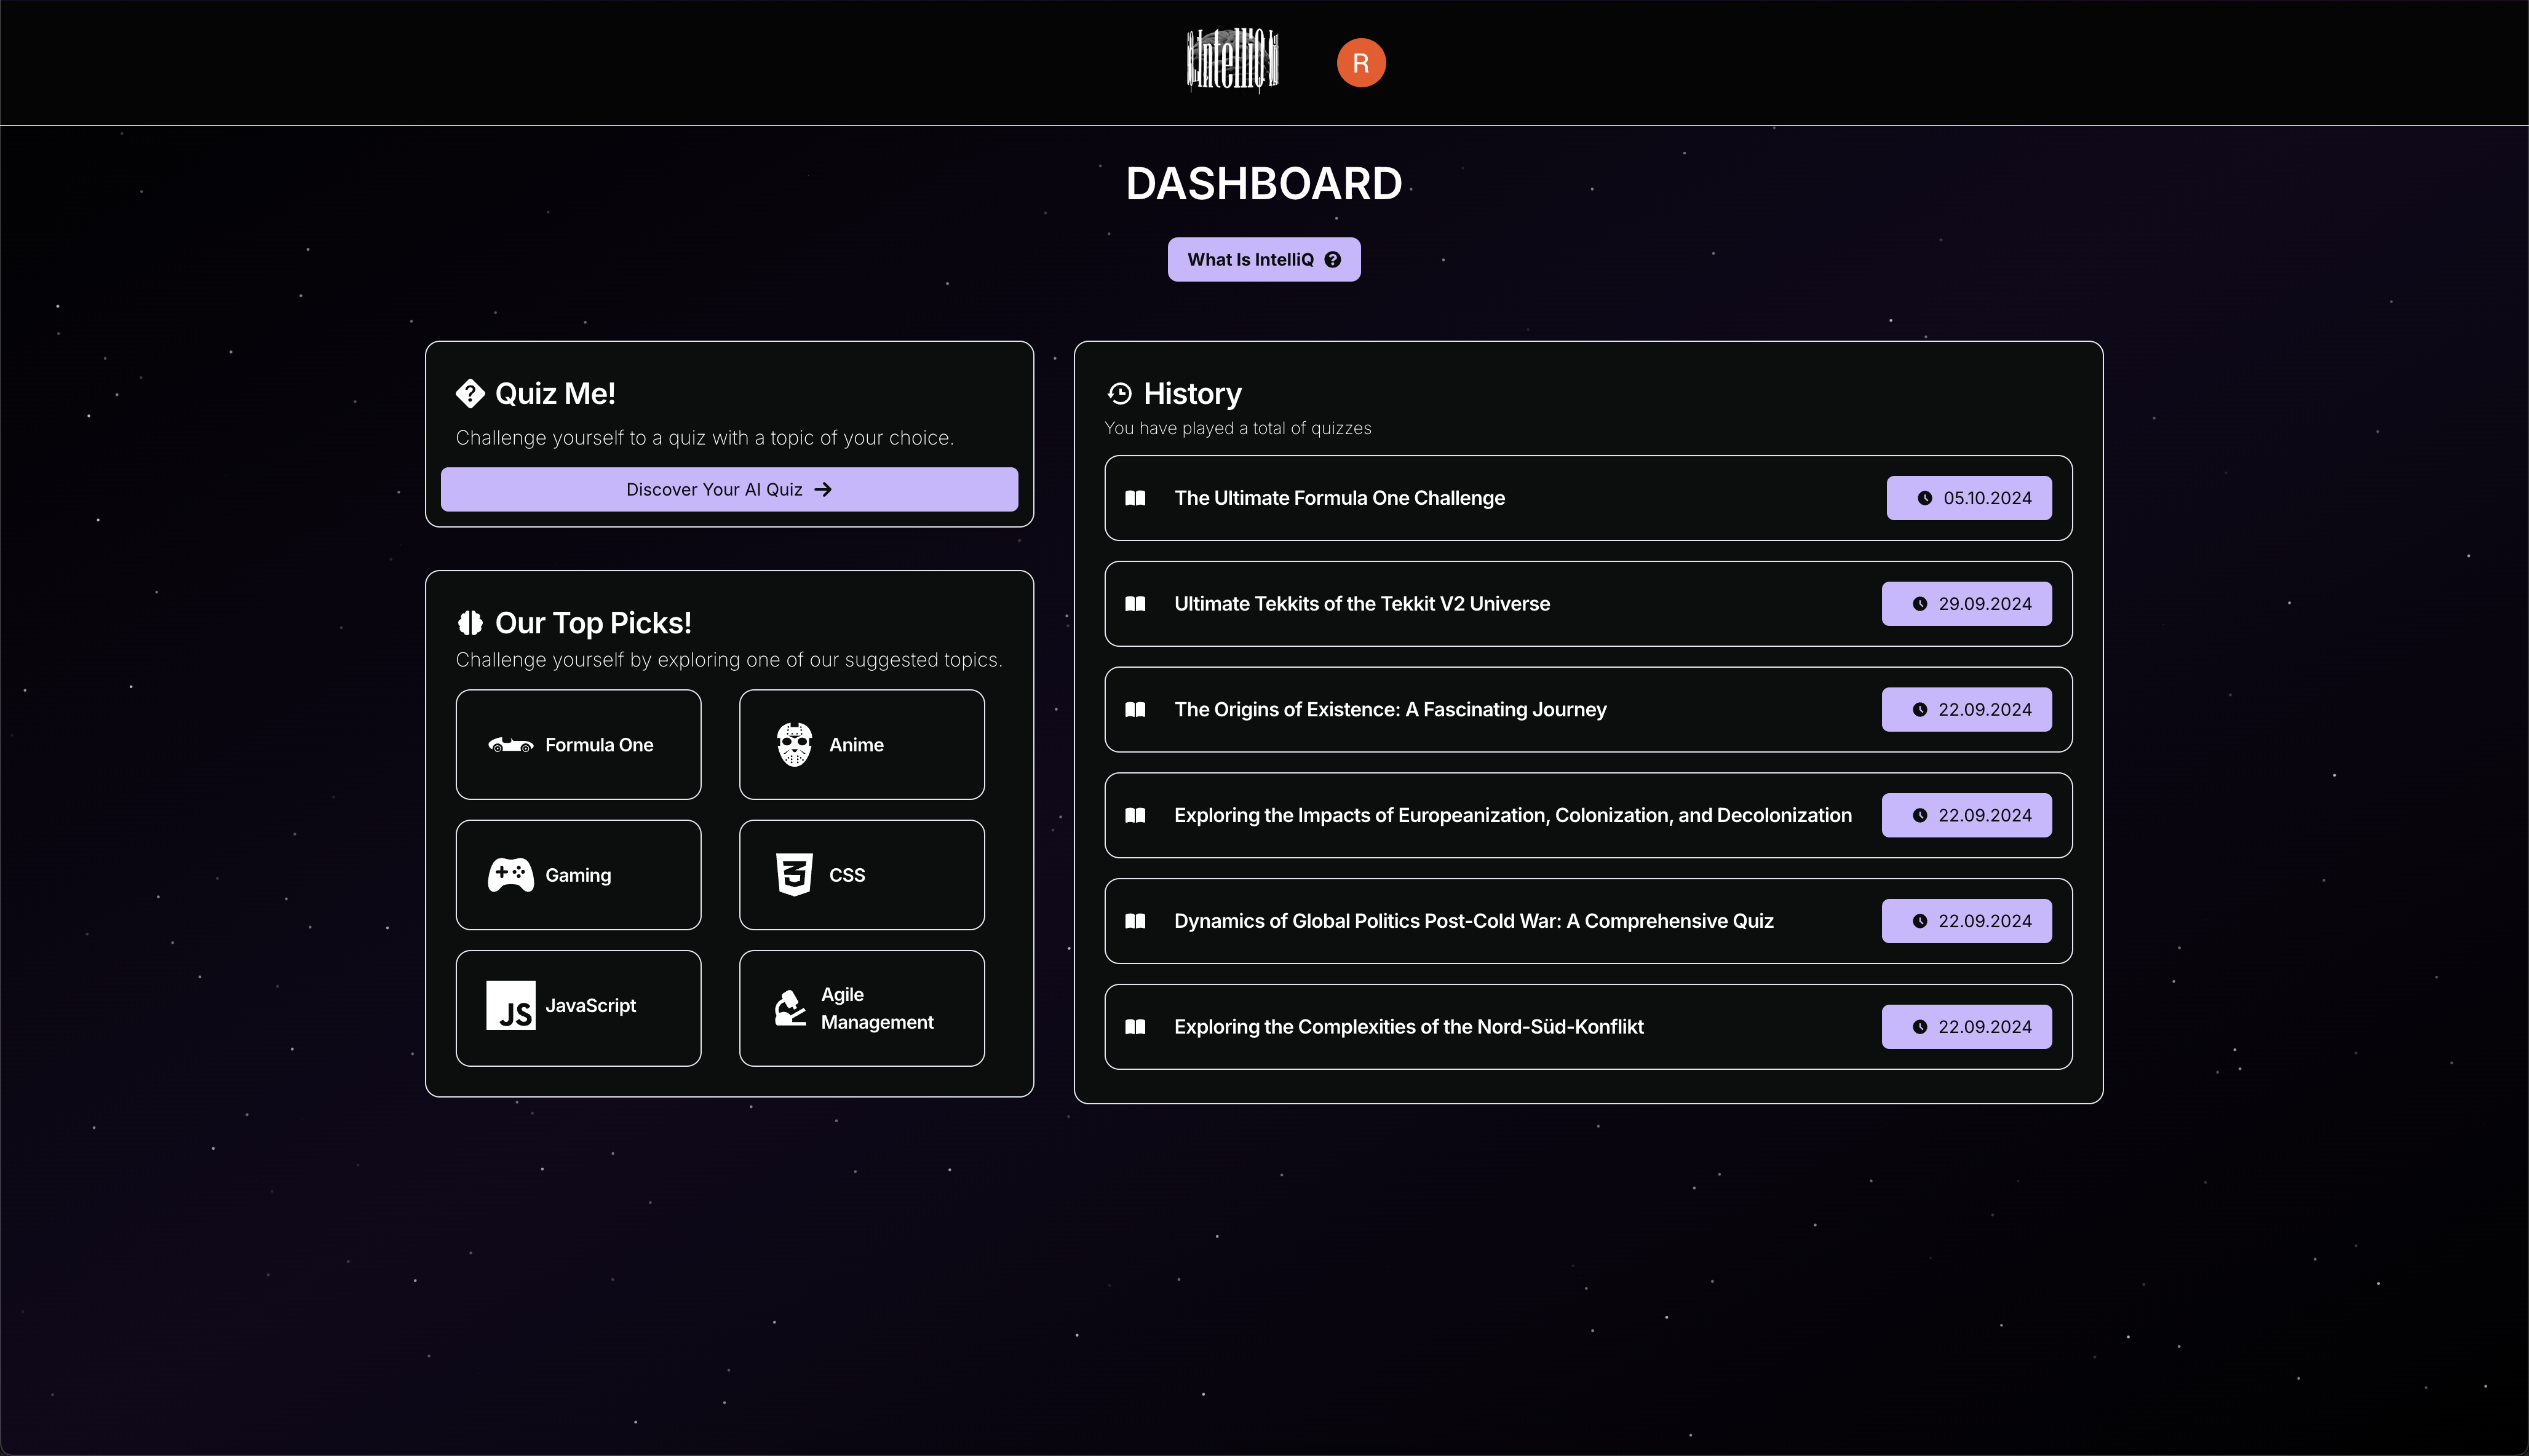 IntelliQ
R
DASHBOARD
What Is IntelliQ
Quiz Me!
Challenge yourself to a quiz with a topic of your choice.
Discover Your AI Quiz
Our Top Picks!
Challenge yourself by exploring one of our suggested topics.
Formula One
Anime
Gaming
CSS
JS JavaScript
Agile
Management
History
You have played a total of quizzes
The Ultimate Formula One Challenge 05.10.2024
Ultimate Tekkits of the Tekkit V2 Universe 29.09.2024
The Origins of Existence: A Fascinating Journey 22.09.2024
Exploring the Impacts of Europeanization, Colonization, and Decolonization 22.09.2024
Dynamics of Global Politics Post-Cold War: A Comprehensive Quiz 22.09.2024
Exploring the Complexities of the Nord-Süd-Konflikt 22.09.2024